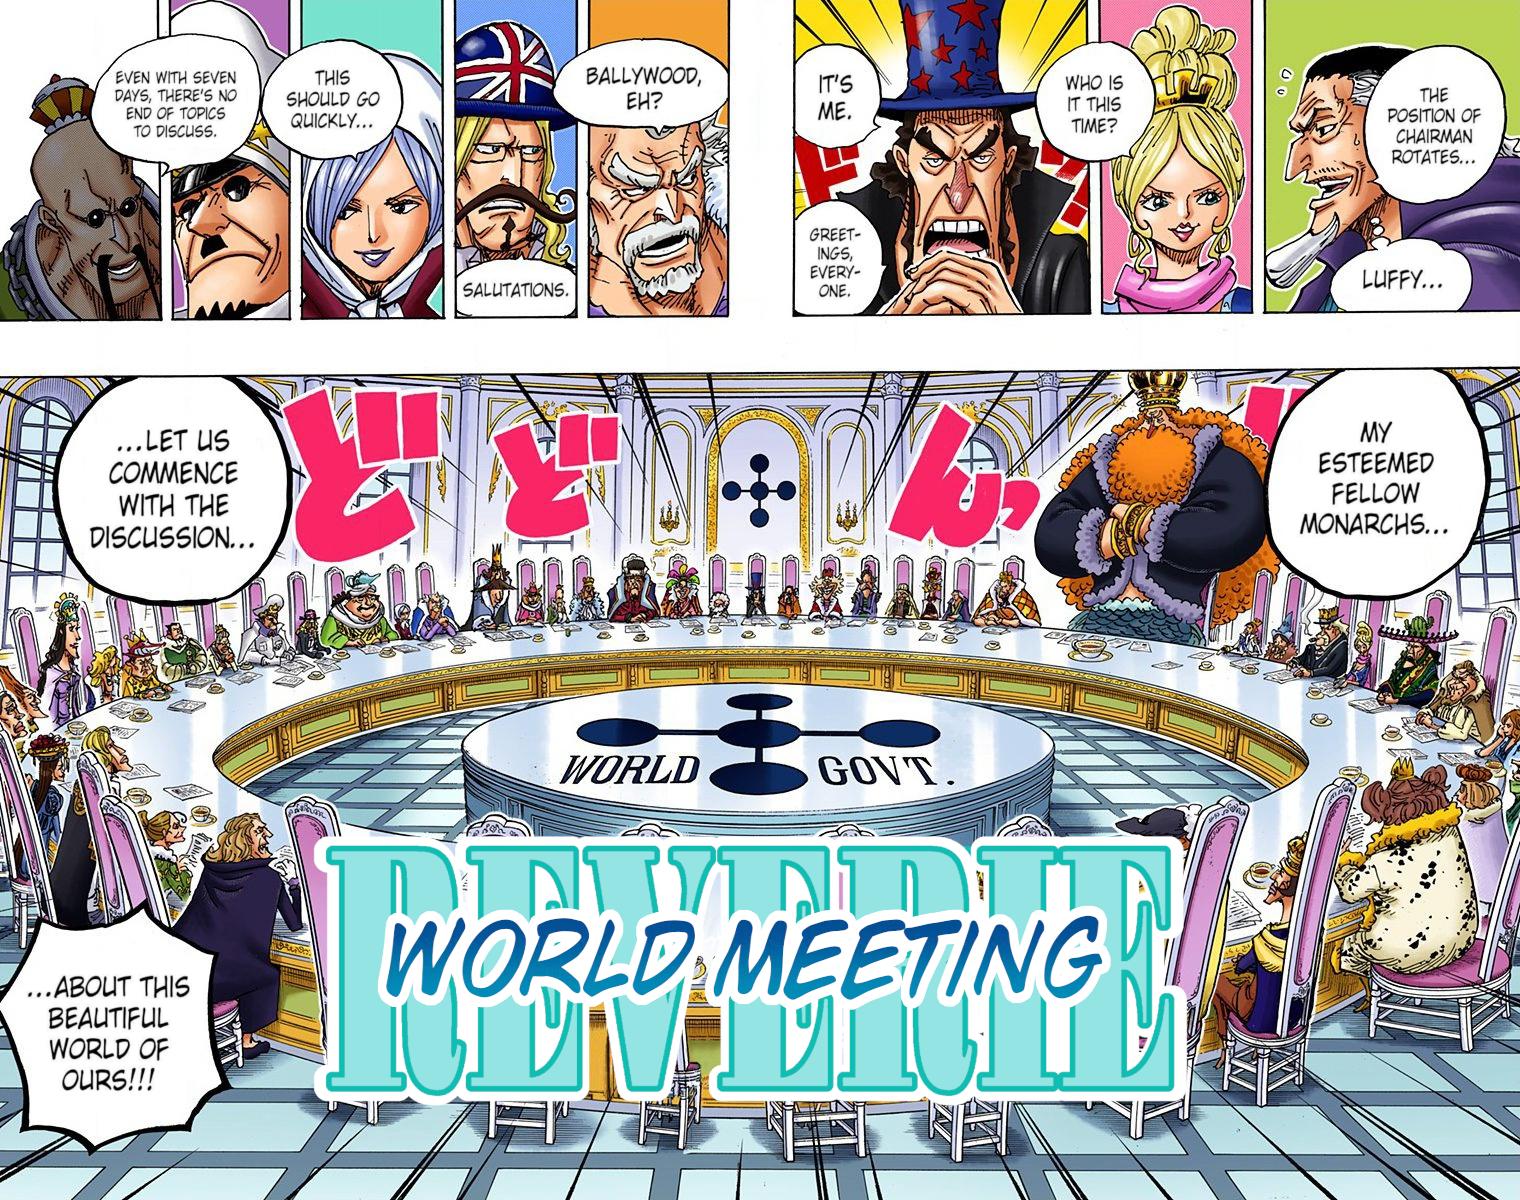 THE
POSITION OF
CHAIRMAN
ROTATES...
LUFFY...
WHO IS
IT THIS
TIME?
IT'S
ME.
GREET-
INGS,
EVERY-
ONE.
ド
BALLYWOOD,
EH?
SALUTATIONS.
THIS
SHOULD GO
QUICKLY...
EVEN WITH SEVEN
DAYS, THERE'S NO
END OF TOPICS
TO DISCUSS.
MY
ESTEEMED
FELLOW
MONARCHS...
どどんっ
...LET US
COMMENCE
WITH THE
DISCUSSION...
WORLD GOVT.
...ABOUT THIS
BEAUTIFUL
WORLD OF
OURS!!!
REVERIE
WORLD MEETING